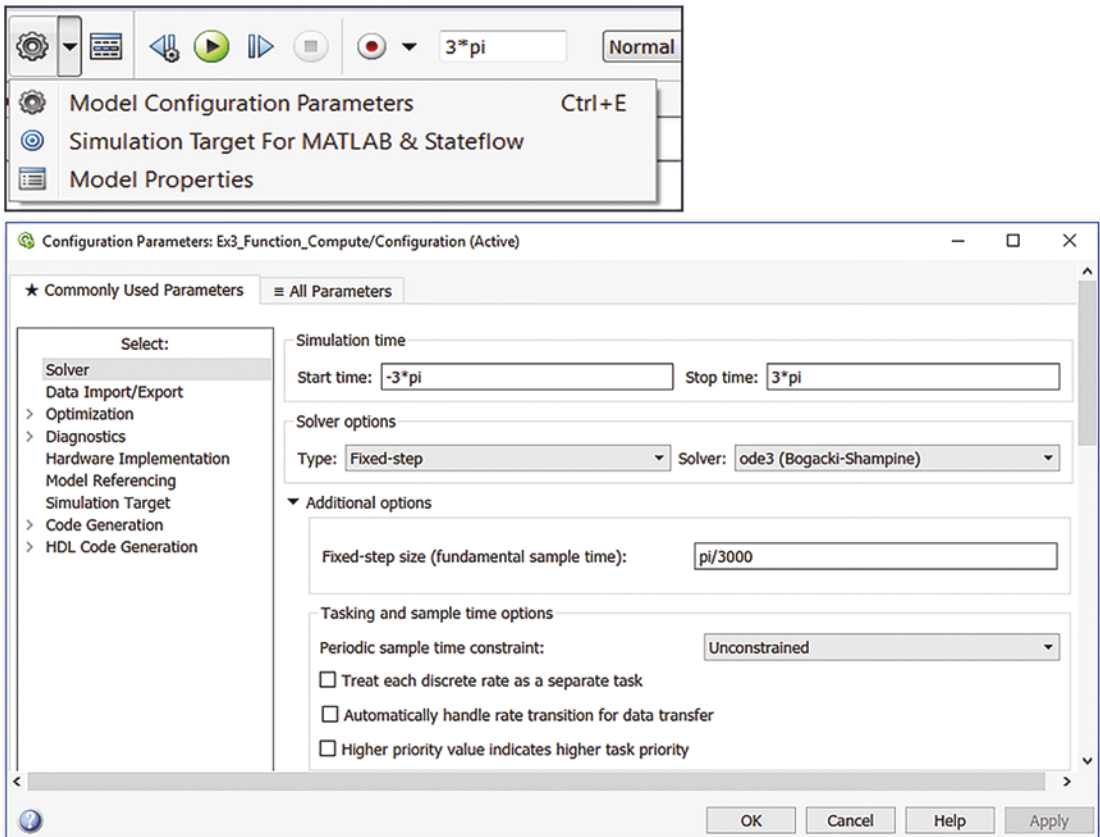 3*pi Normal
Model Configuration Parameters Ctrl+E
Simulation Target For MATLAB & Stateflow
Model Properties
Configuration Parameters: Ex3_Function_Compute/Configuration (Active)
★ Commonly Used Parameters ≡ All Parameters
Select:
Solver
Data Import/Export
> Optimization
> Diagnostics
Hardware Implementation
Model Referencing
Simulation Target
> Code Generation
> HDL Code Generation
Simulation time
Start time: -3*pi Stop time: 3*pi
Solver options
Type: Fixed-step Solver: ode3 (Bogacki-Shampine)
Additional options
Fixed-step size (fundamental sample time): pi/3000
Tasking and sample time options
Periodic sample time constraint: Unconstrained
Treat each discrete rate as a separate task
Automatically handle rate transition for data transfer
Higher priority value indicates higher task priority
OK Cancel Help Apply